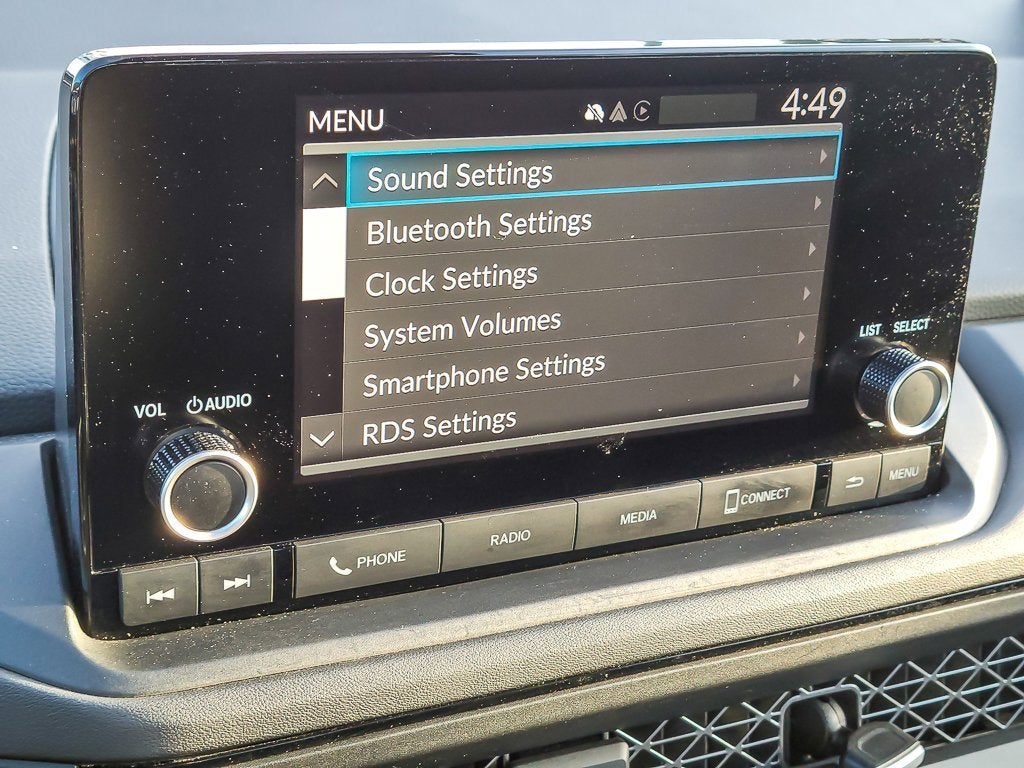 MENU 4:49
Sound Settings
Bluetooth Settings
Clock Settings
System Volumes
Smartphone Settings
RDS Settings
VOL AUDIO
LIST SELECT
PHONE RADIO MEDIA CONNECT MENU